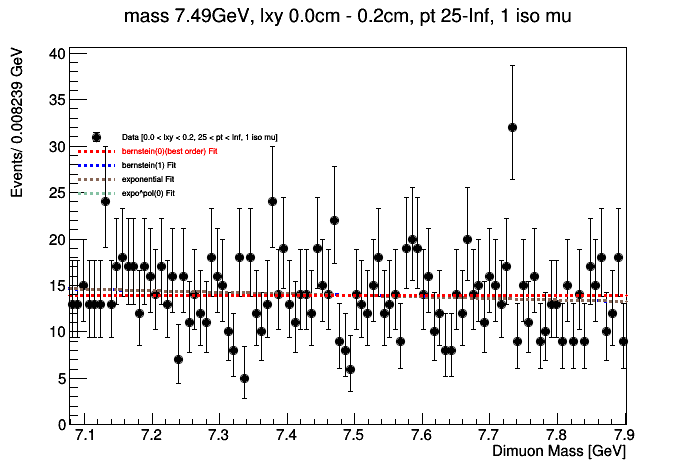 mass 7.49GeV, lxy 0.0cm - 0.2cm, pt 25-Inf, 1 iso mu
Events/ 0.008239 GeV
40
35
30
25
20
15
10
5
0
Data [0.0 < lxy < 0.2, 25 < pt < Inf, 1 iso mu]
bernstein(0)(best order) Fit
bernstein(1) Fit
exponential Fit
expo*pol(0) Fit
7.1 7.2 7.3 7.4 7.5 7.6 7.7 7.8 7.9
Dimuon Mass [GeV]